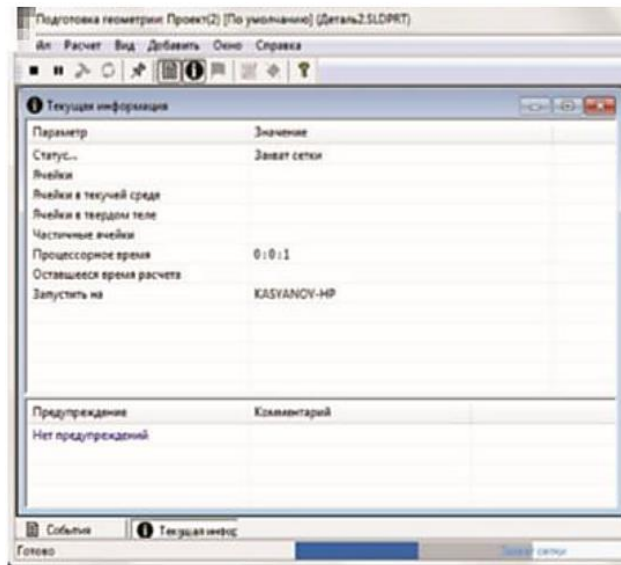 Подготовка геометрии: Проект(2) [По умолчанию] (Деталь2.SLDPRT)
йл Расчет Вид Добавить Окно Справка
Текущая информация
Параметр Значение
Статус... Захват сетки
Ячейки
Ячейки в текучей среде
Ячейки в твердом теле
Частичные ячейки
Процессорное время 0:0:1
Оставшееся время расчета
Запустить на KASYANOV-HP
Предупреждение Комментарий
Нет предупреждений
События Текущая инфор
Готово Захват сетки